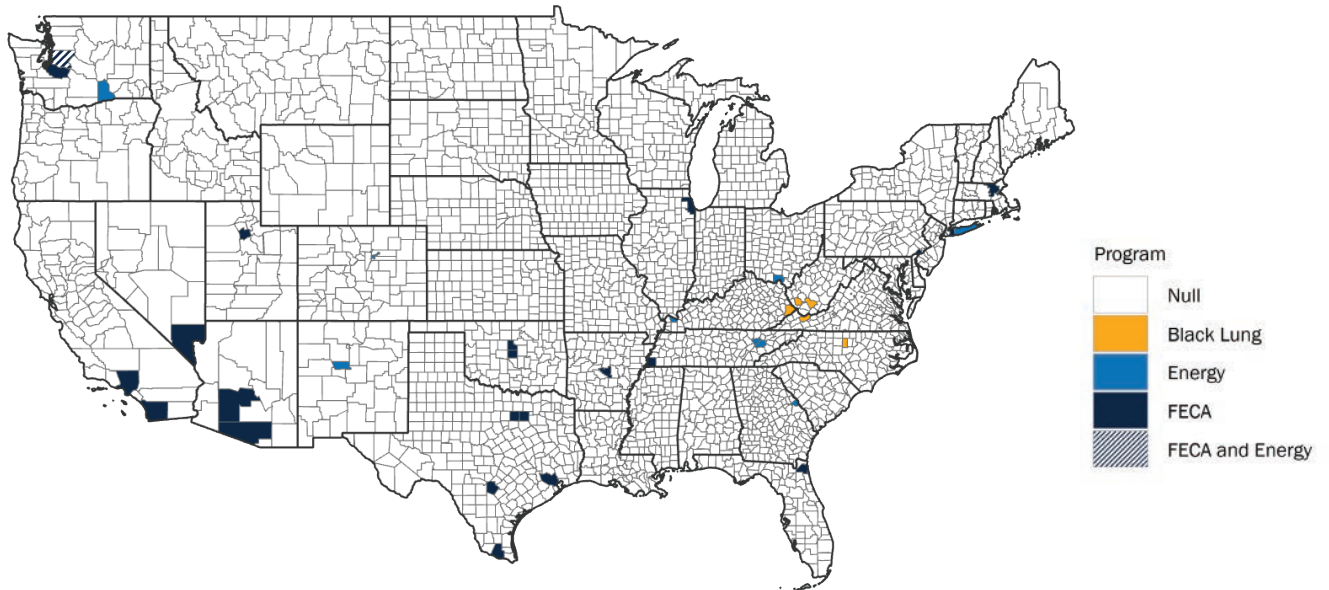 Program
Null
Black Lung
Energy
FECA
FECA and Energy